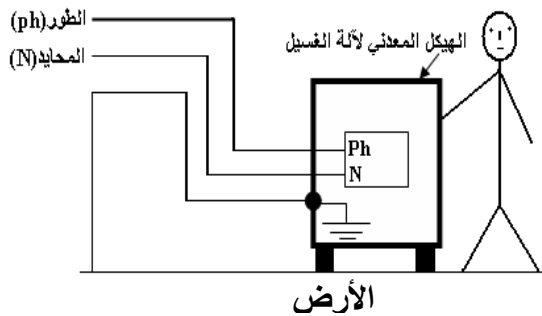 الطور(ph)
الهيكل المعدني لآلة الغسيل
المحايد(N)
Ph
N
الأرض